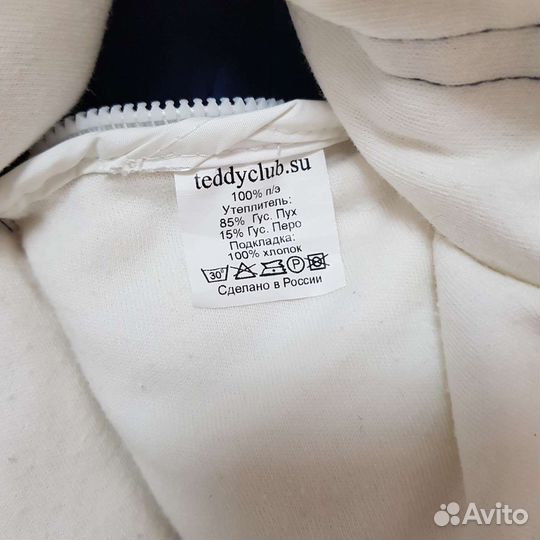 teddyclub.su
100% п/э
Утеплитель:
85% Гус. Пух
15% Гус. Перо
Подкладка:
100% хлопок
30°
P
Сделано в России
Avito